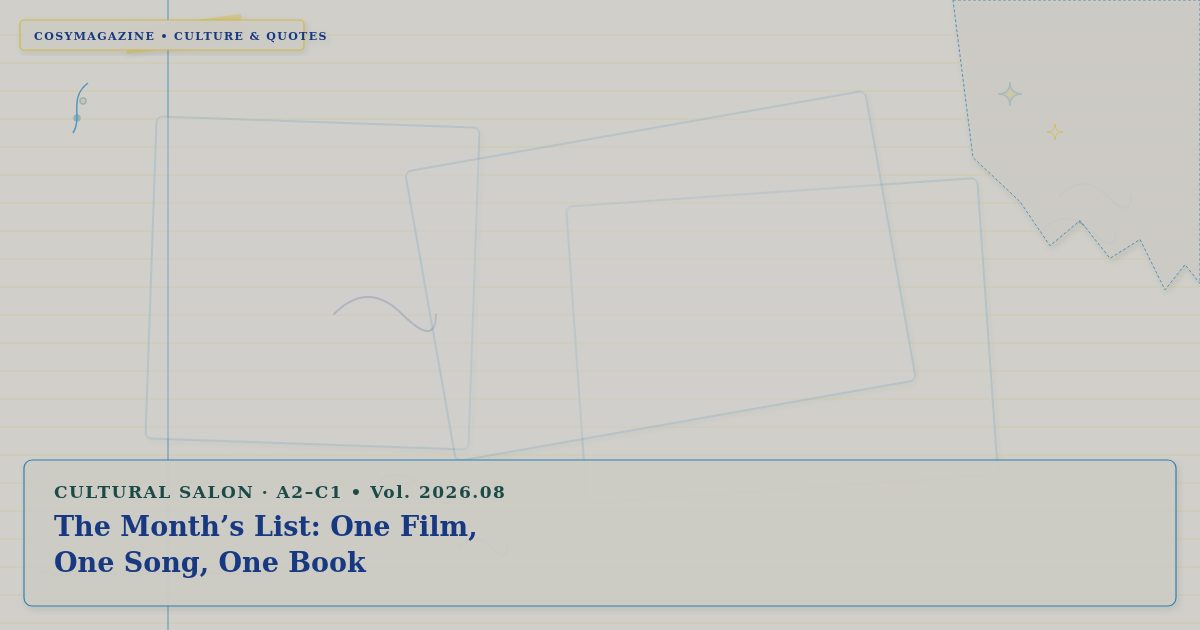 COSYMAGAZINE • CULTURE & QUOTES
CULTURAL SALON · A2–C1 • Vol. 2026.08
The Month’s List: One Film,
One Song, One Book